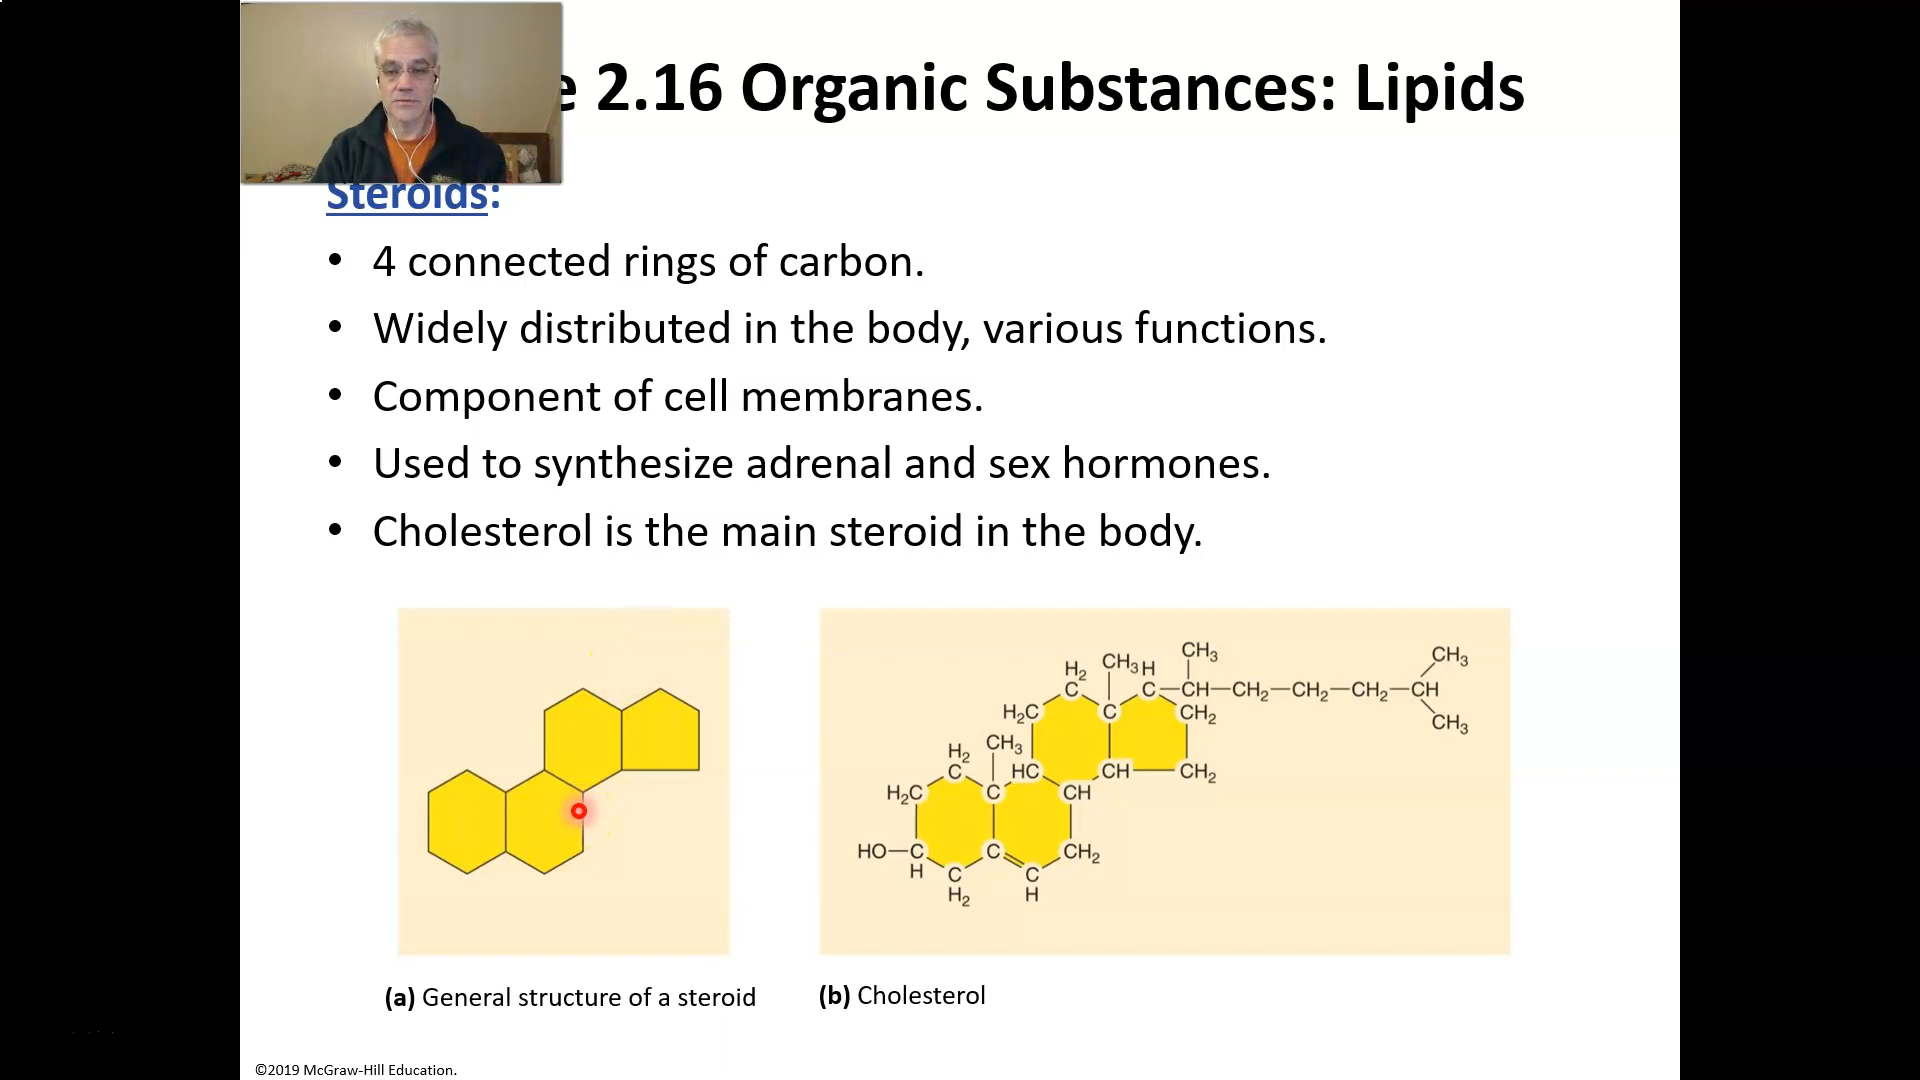 e 2.16 Organic Substances: Lipids
Steroids:
• 4 connected rings of carbon.
• Widely distributed in the body, various functions.
• Component of cell membranes.
• Used to synthesize adrenal and sex hormones.
• Cholesterol is the main steroid in the body.
CH3
CH3
H2 CH3 H
C C—CH—CH2—CH2—CH2—CH
H2C C CH2
CH3
H2 CH3
C HC CH CH2
H2C C CH
HO—C C CH2
H C C
H2 H
(a) General structure of a steroid
(b) Cholesterol
©2019 McGraw-Hill Education.